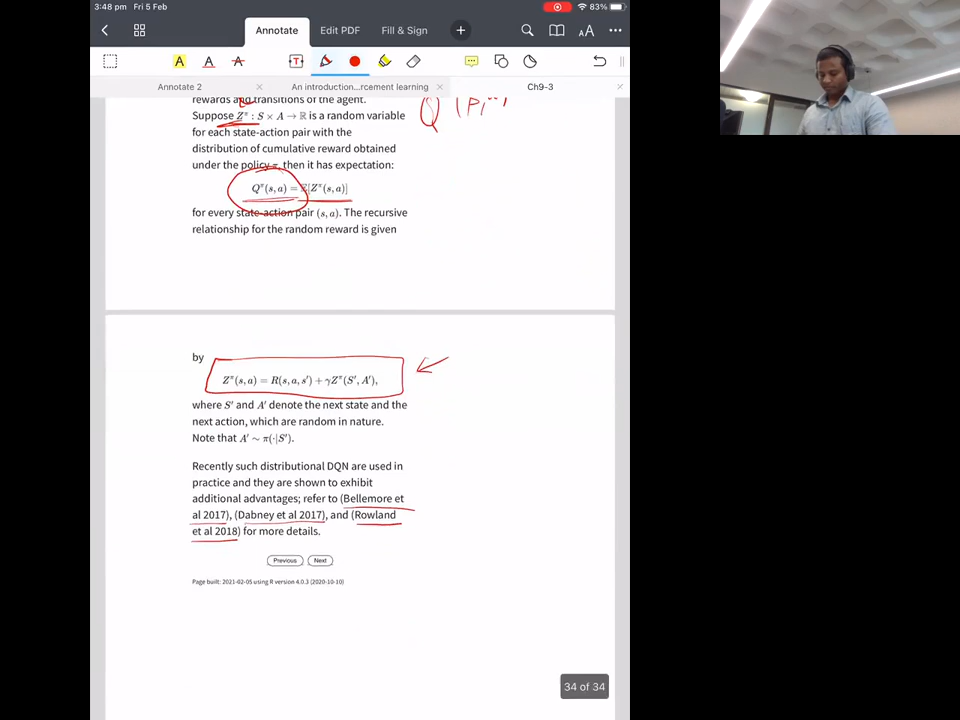 3:48 pm Fri 5 Feb
83%
Annotate Edit PDF Fill & Sign
Annotate 2 An introduction...rcement learning Ch9-3
rewards and transitions of the agent.
Suppose Z^π : S × A → ℝ is a random variable
for each state-action pair with the
distribution of cumulative reward obtained
under the policy π, then it has expectation:
Q^π(s, a) = 𝔼[Z^π(s, a)]
for every state-action pair (s, a). The recursive
relationship for the random reward is given
by
Z^π(s, a) = R(s, a, s′) + γZ^π(S′, A′),
where S′ and A′ denote the next state and the
next action, which are random in nature.
Note that A′ ∼ π(·|S′).
Recently such distributional DQN are used in
practice and they are shown to exhibit
additional advantages; refer to (Bellemore et
al 2017), (Dabney et al 2017), and (Rowland
et al 2018) for more details.
Previous Next
Page built: 2021-02-05 using R version 4.0.3 (2020-10-10)
34 of 34